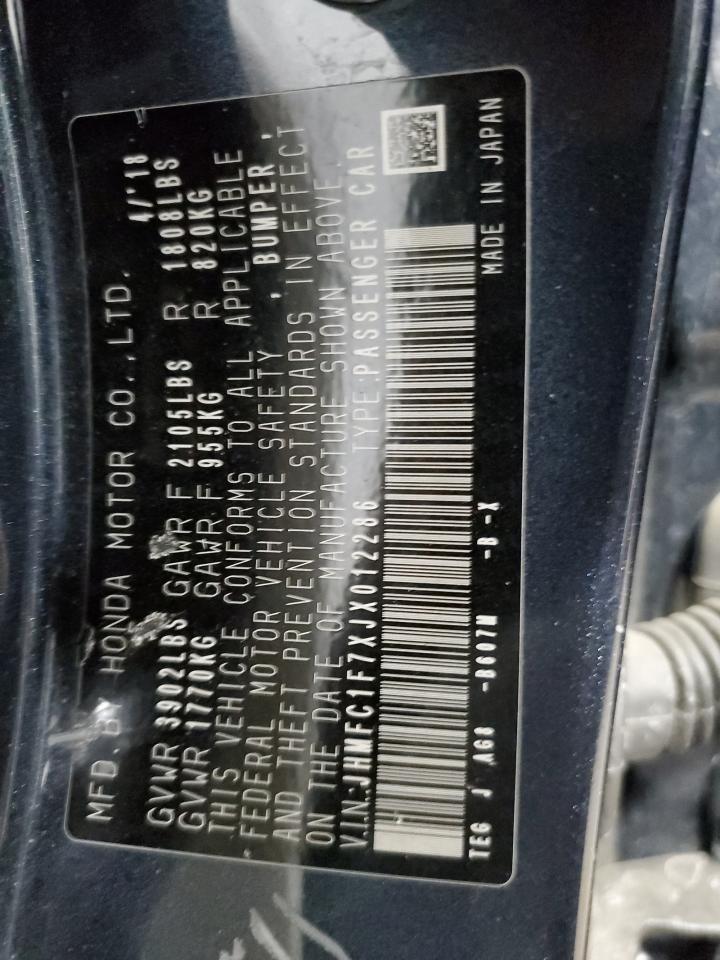 MFD. BY HONDA MOTOR CO.,LTD. 4/'18
GVWR 3902LBS GAWR F 2105LBS R 1808LBS
GVWR 1770KG GAWR F 955KG R 820KG
THIS VEHICLE CONFORMS TO ALL APPLICABLE
FEDERAL MOTOR VEHICLE SAFETY , BUMPER ,
AND THEFT PREVENTION STANDARDS IN EFFECT
ON THE DATE OF MANUFACTURE SHOWN ABOVE.
V.I.N:JHMFC1F7XJX012286 TYPE:PASSENGER CAR
TEG J AG8 -B607M -B -X MADE IN JAPAN